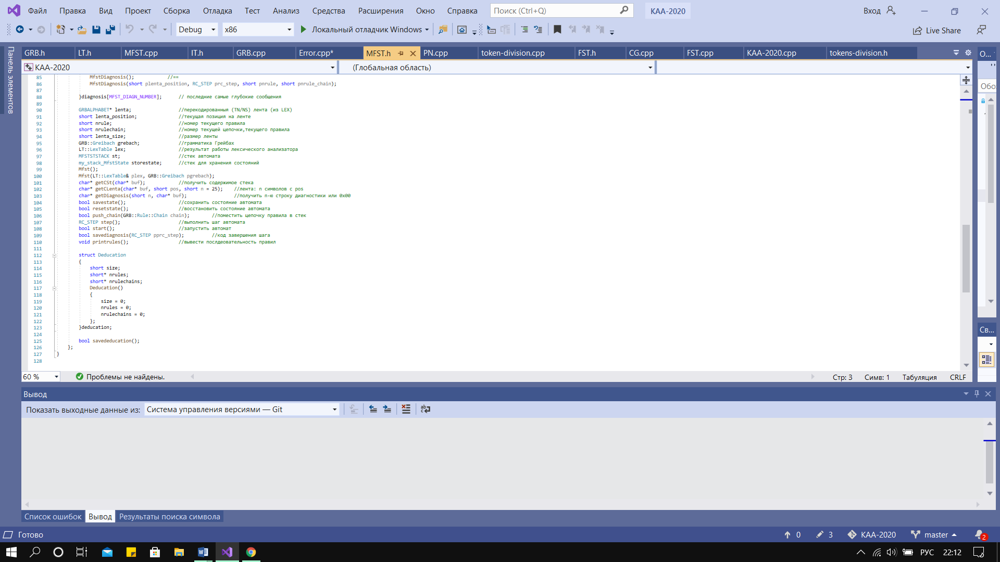 Файл Правка Вид Проект Сборка Отладка Тест Анализ Средства Расширения Окно Справка Поиск (Ctrl+Q) KAA-2020 Вход
Debug x86 Локальный отладчик Windows Live Share
Панель элементов
GRB.h LT.h MFST.cpp IT.h GRB.cpp Error.cpp* MFST.h PN.cpp token-division.cpp FST.h CG.cpp FST.cpp KAA-2020.cpp tokens-division.h О...
KAA-2020 (Глобальная область)
85 MfstDiagnosis(); //==
86 MfstDiagnosis(short plenta_position, RC_STEP prc_step, short pnrule, short pnrule_chain);
87
88 }diagnosis[MFST_DIAGN_NUMBER]; // последние самые глубокие сообщения
89
90 GRBALPHABET* lenta; //перекодированныя (TN/NS) лента (из LEX)
91 short lenta_position; //текущая позиция на ленте
92 short nrule; //номер текущего правила
93 short nrulechain; //номер текущей цепочки,текущего правила
94 short lenta_size; //размер ленты
95 GRB::Greibach grebach; //грамматика Грейбах
96 LT::LexTable lex; //результат работы лексического анализатора
97 MFSTSTSTACK st; //стек автомата
98 my_stack_MfstState storestate; //стек для хранения состояний
99 Mfst();
100 Mfst(LT::LexTable& plex, GRB::Greibach pgrebach);
101 char* getCSt(char* buf); //получить содержимое стека
102 char* getCLenta(char* buf, short pos, short n = 25); //лента: n символов с pos
103 char* getDiagnosis(short n, char* buf); //получить n-ю строку диагностики или 0x00
104 bool savestate(); //сохранить состояние автомата
105 bool resetstate(); //восстановить состояние автомата
106 bool push_chain(GRB::Rule::Chain chain); //поместить цепочку правила в стек
107 RC_STEP step(); //выполнить шаг автомата
108 bool start(); //запустить автомат
109 bool savediagnosis(RC_STEP pprc_step); //код завершения шага
110 void printrules(); //вывести послдеовательность правил
111
112 struct Deducation
113 {
114 short size;
115 short* nrules;
116 short* nrulechains;
117 Deducation()
118 {
119 size = 0;
120 nrules = 0;
121 nrulechains = 0;
122 };
123 }deducation;
124
125 bool savededucation();
126 };
127 }
128
Обо
Св...
60 % Проблемы не найдены. Стр: 3 Симв: 1 Табуляция CRLF
Вывод
Показать выходные данные из: Система управления версиями — Git
Список ошибок Вывод Результаты поиска символа
Готово 0 3 KAA-2020 master 2
РУС 22:12